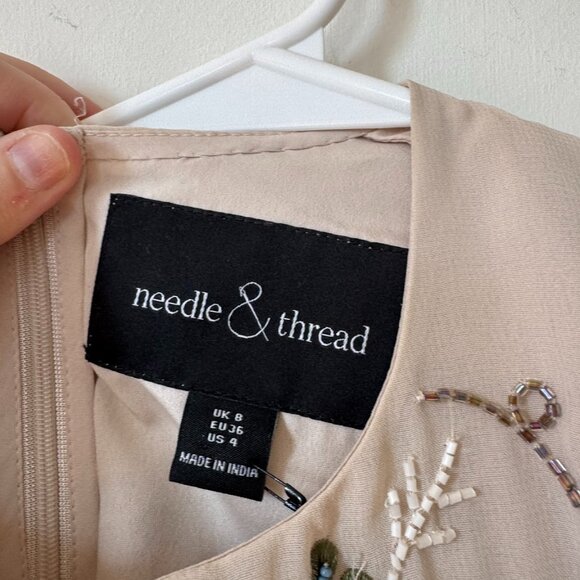 needle & thread
UK 8
EU 36
US 4
MADE IN INDIA